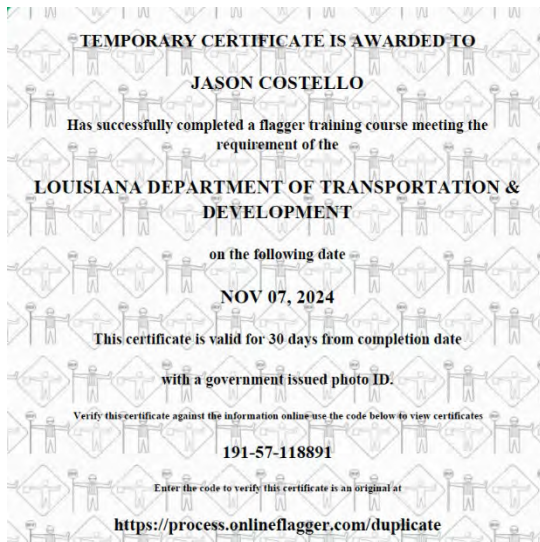 TEMPORARY CERTIFICATE IS AWARDED TO
JASON COSTELLO
Has successfully completed a flagger training course meeting the
requirement of the
LOUISIANA DEPARTMENT OF TRANSPORTATION &
DEVELOPMENT
on the following date
NOV 07, 2024
This certificate is valid for 30 days from completion date
with a government issued photo ID.
Verify this certificate against the information online use the code below to view certificates
191-57-118891
Enter the code to verify this certificate is an original at
https://process.onlineflagger.com/duplicate